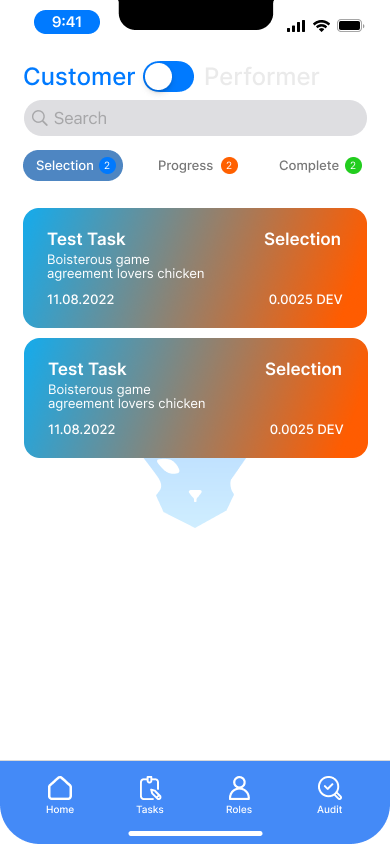 9:41
Customer Performer
Search
Selection 2 Progress 2 Complete 2
Test Task Selection
Boisterous game
agreement lovers chicken
11.08.2022 0.0025 DEV
Test Task Selection
Boisterous game
agreement lovers chicken
11.08.2022 0.0025 DEV
Home Tasks Roles Audit